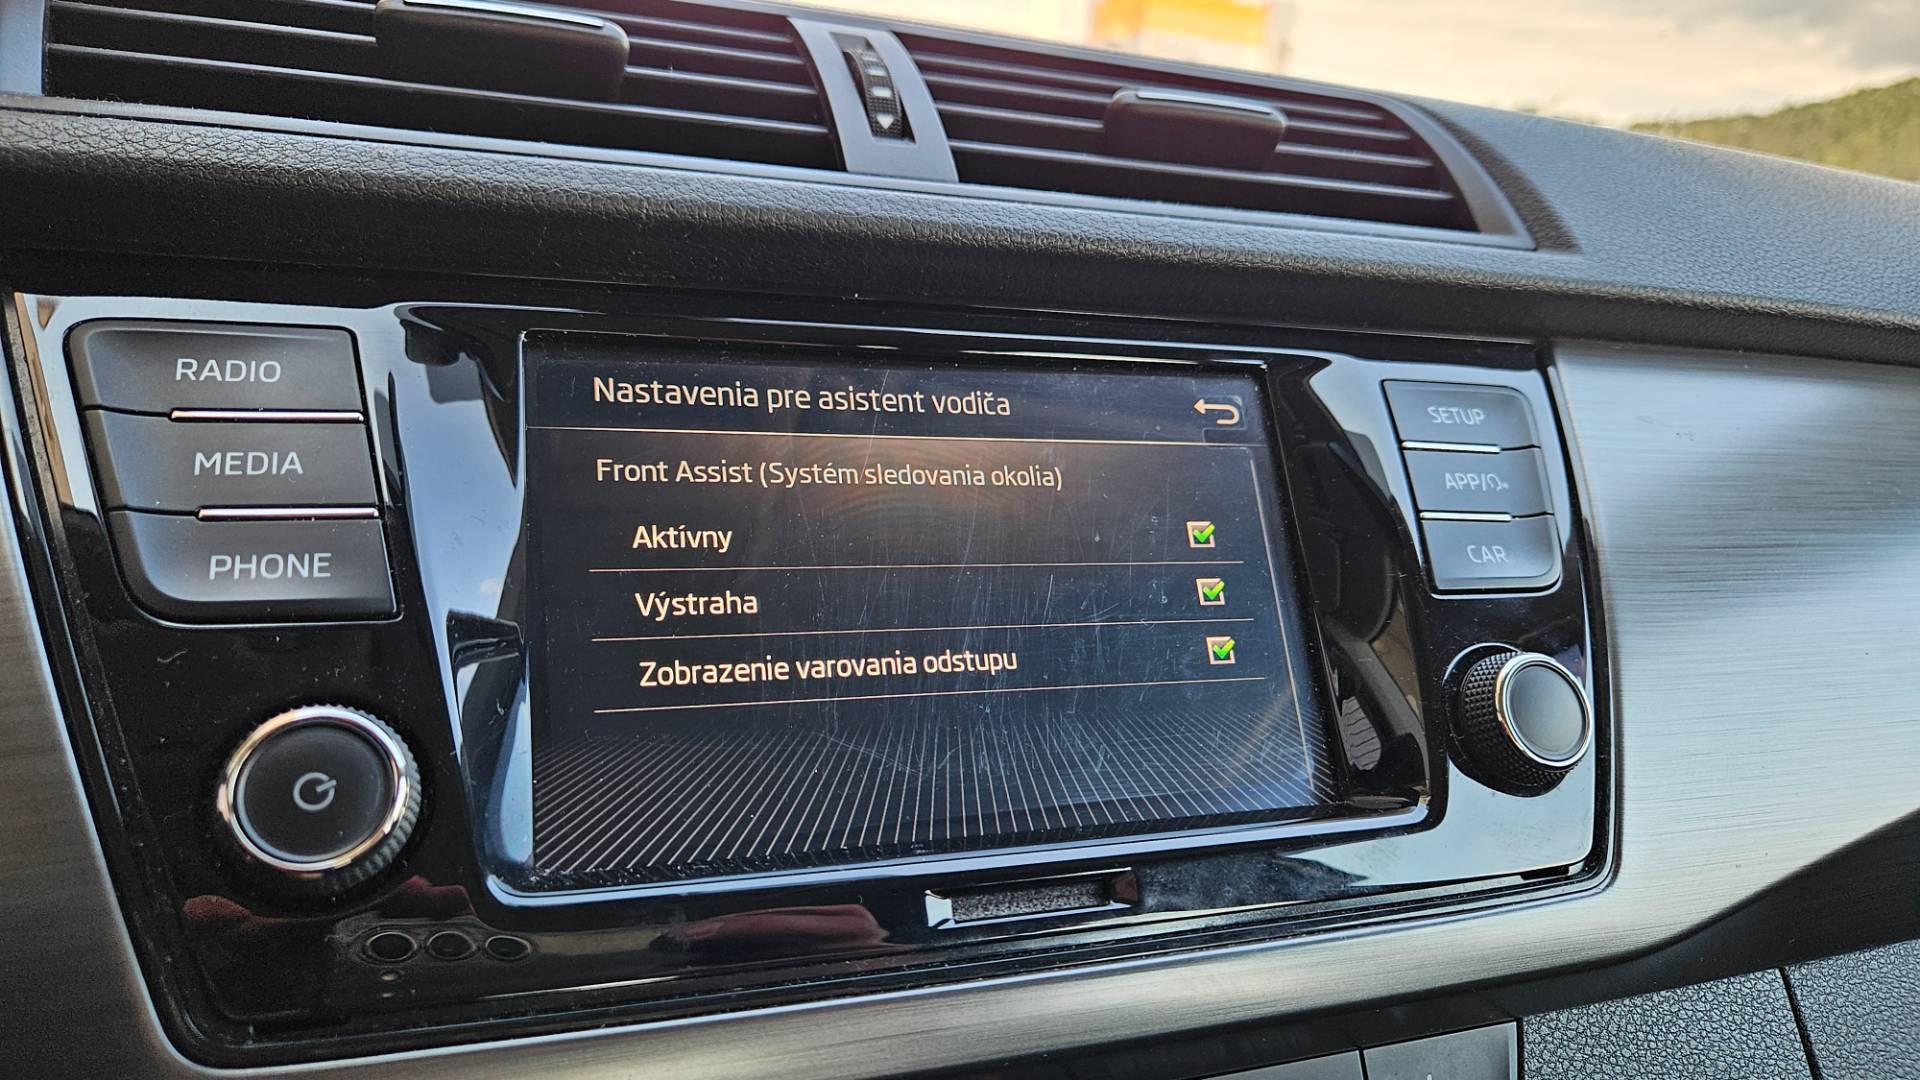 RADIO
MEDIA
PHONE
Nastavenia pre asistent vodiča
Front Assist (Systém sledovania okolia)
Aktívny
Výstraha
Zobrazenie varovania odstupu
SETUP
APP/
CAR